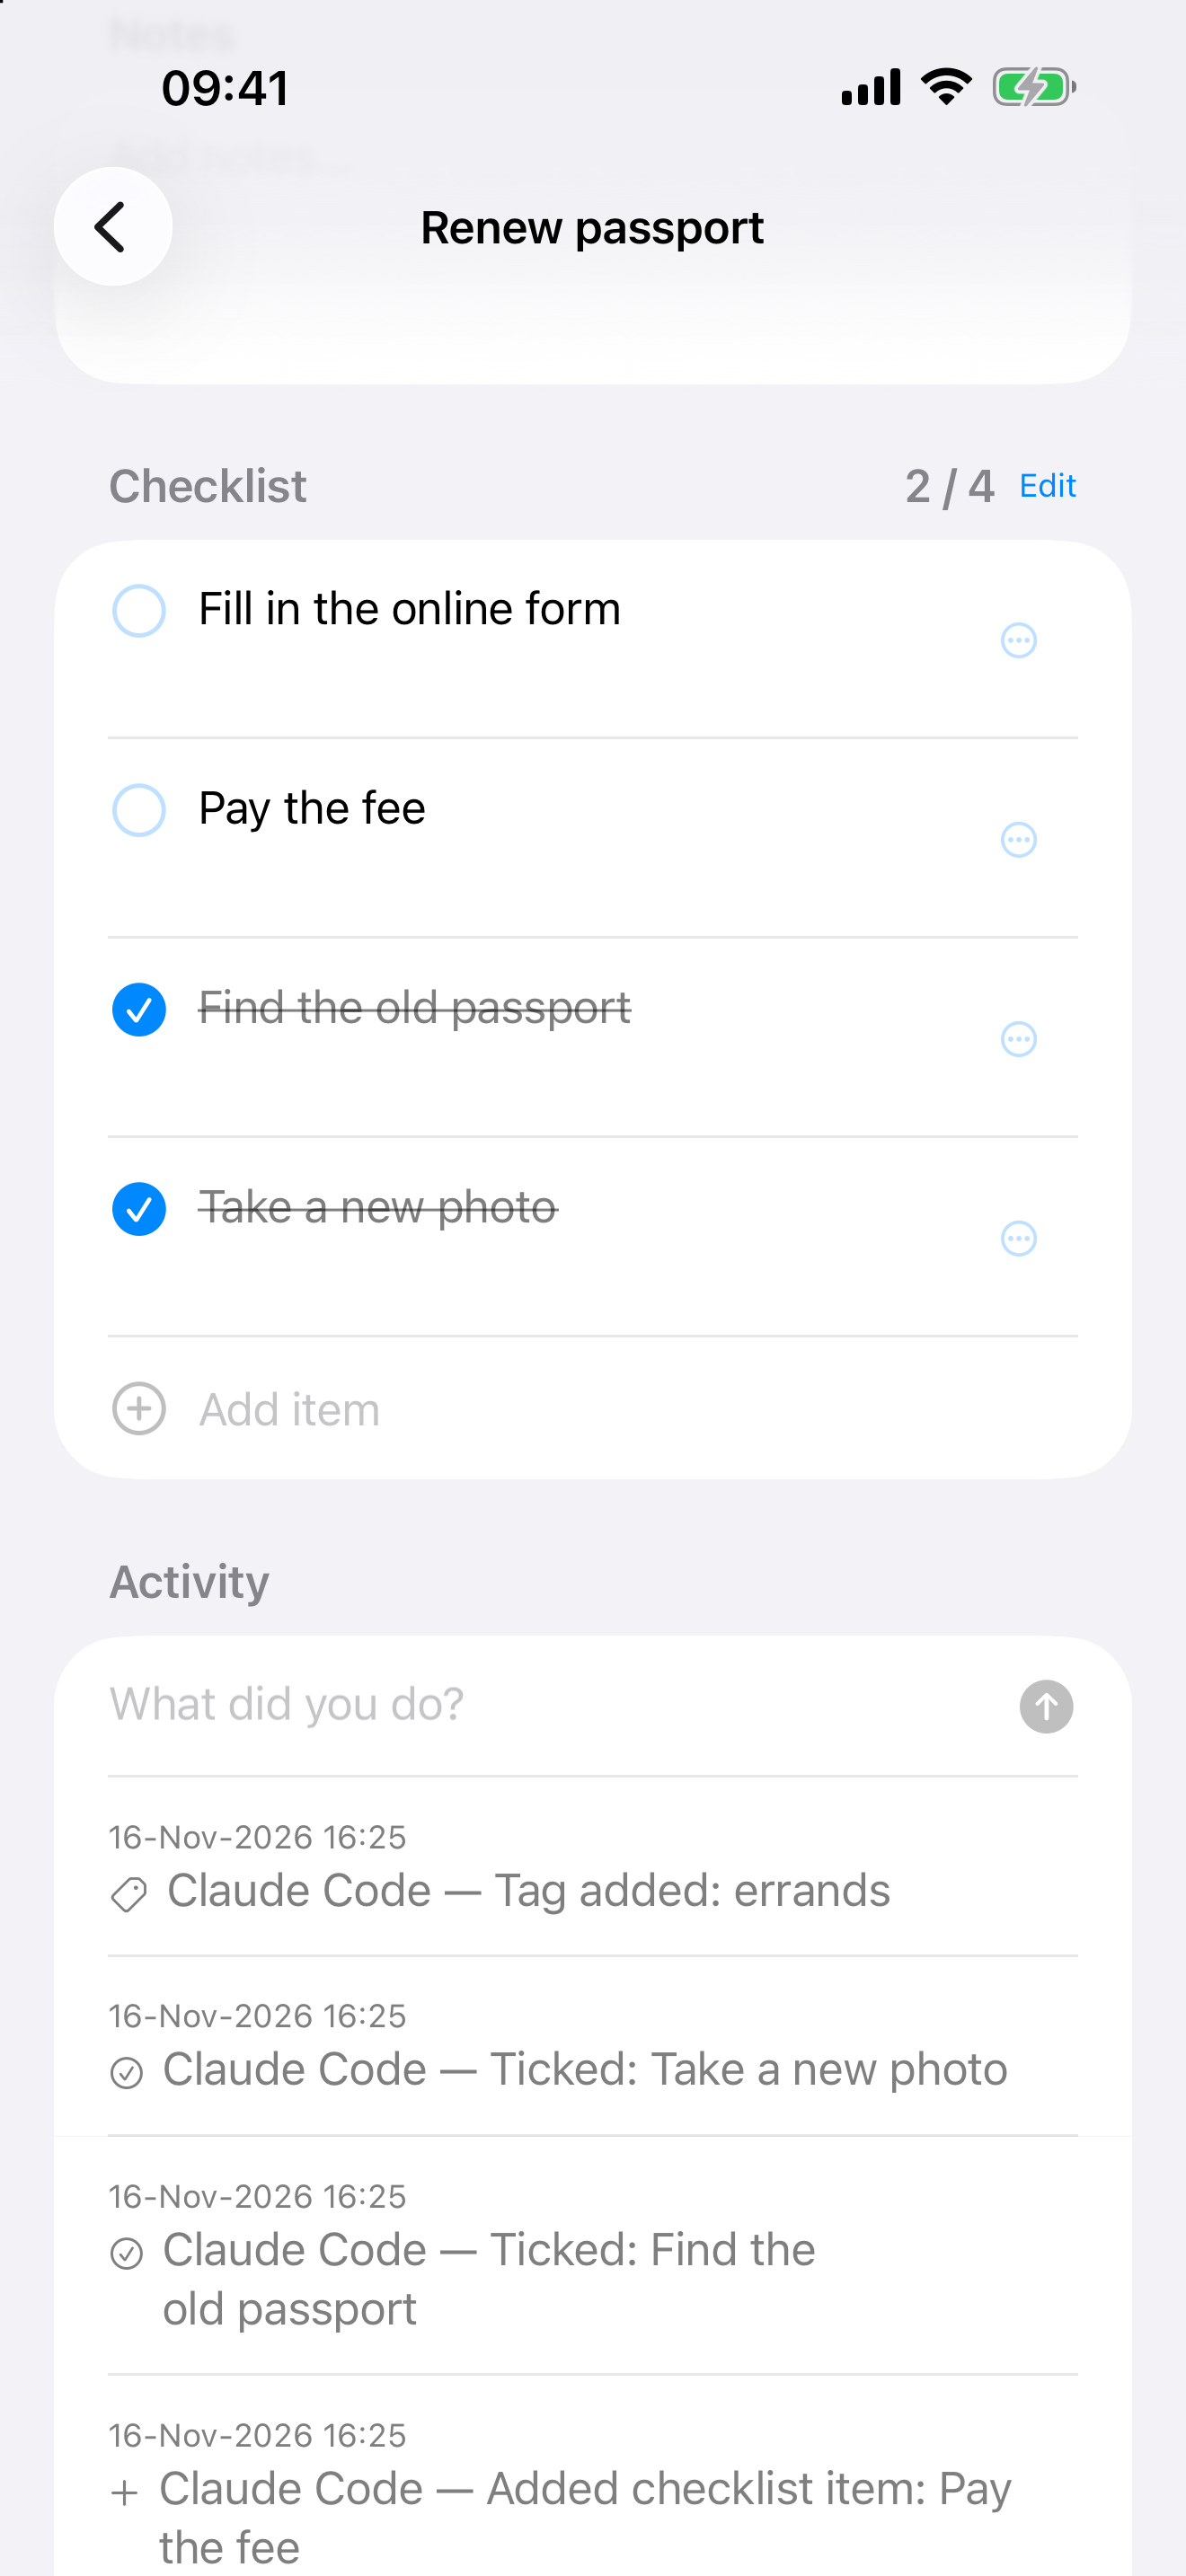 Notes
09:41
Add notes...
Renew passport
Checklist
2 / 4 Edit
Fill in the online form
Pay the fee
Find the old passport
Take a new photo
Add item
Activity
What did you do?
16-Nov-2026 16:25
Claude Code — Tag added: errands
16-Nov-2026 16:25
Claude Code — Ticked: Take a new photo
16-Nov-2026 16:25
Claude Code — Ticked: Find the
old passport
16-Nov-2026 16:25
Claude Code — Added checklist item: Pay
the fee